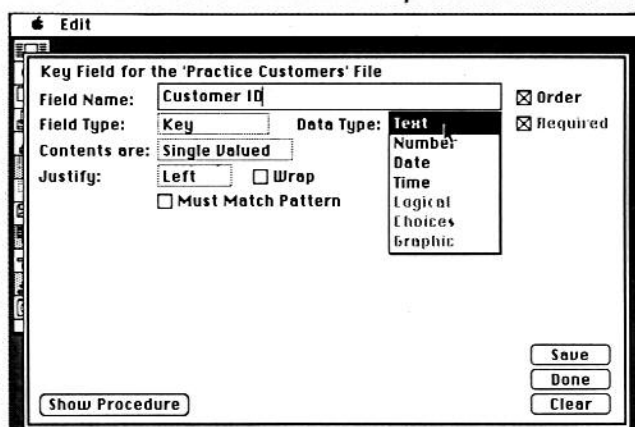 Edit
Key Field for the 'Practice Customers' File
Field Name: Customer ID Order
Field Type: Key Data Type: Text Required
Contents are: Single Valued Number
Date
Justify: Left Wrap Time
Must Match Pattern Logical
Choices
Graphic
Save
Done
Show Procedure Clear